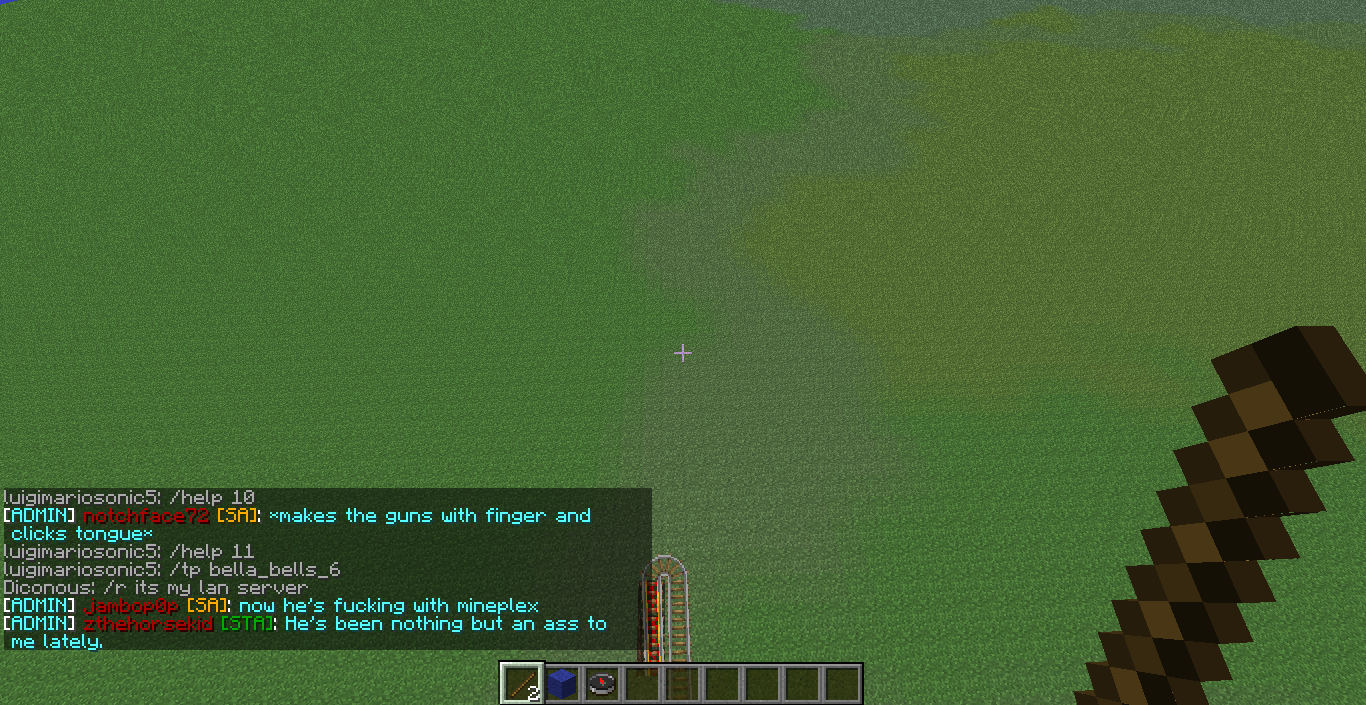 luigimariosonic5: /help 10
[ADMIN] notchface72 [SA]: *makes the guns with finger and
clicks tongue*
luigimariosonic5: /help 11
luigimariosonic5: /tp bella_bells_6
Diconous: /r its my lan server
[ADMIN] jambop0p [SA]: now he's fucking with mineplex
[ADMIN] zthehorsekid [STA]: He's been nothing but an ass to
me lately.
2